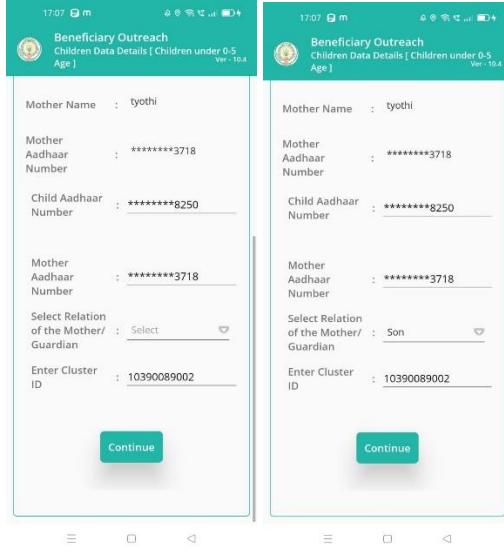 17:07
Beneficiary Outreach
Children Data Details [ Children under 0-5
Age ]
Ver - 10.4
Mother Name : tyothi
Mother
Aadhaar : ********3718
Number
Child Aadhaar : ********8250
Number
Mother
Aadhaar : ********3718
Number
Select Relation
of the Mother/ : Select
Guardian
Enter Cluster : 10390089002
ID
Continue
17:07
Beneficiary Outreach
Children Data Details [ Children under 0-5
Age ]
Ver - 10.4
Mother Name : tyothi
Mother
Aadhaar : ********3718
Number
Child Aadhaar : ********8250
Number
Mother
Aadhaar : ********3718
Number
Select Relation
of the Mother/ : Son
Guardian
Enter Cluster : 10390089002
ID
Continue